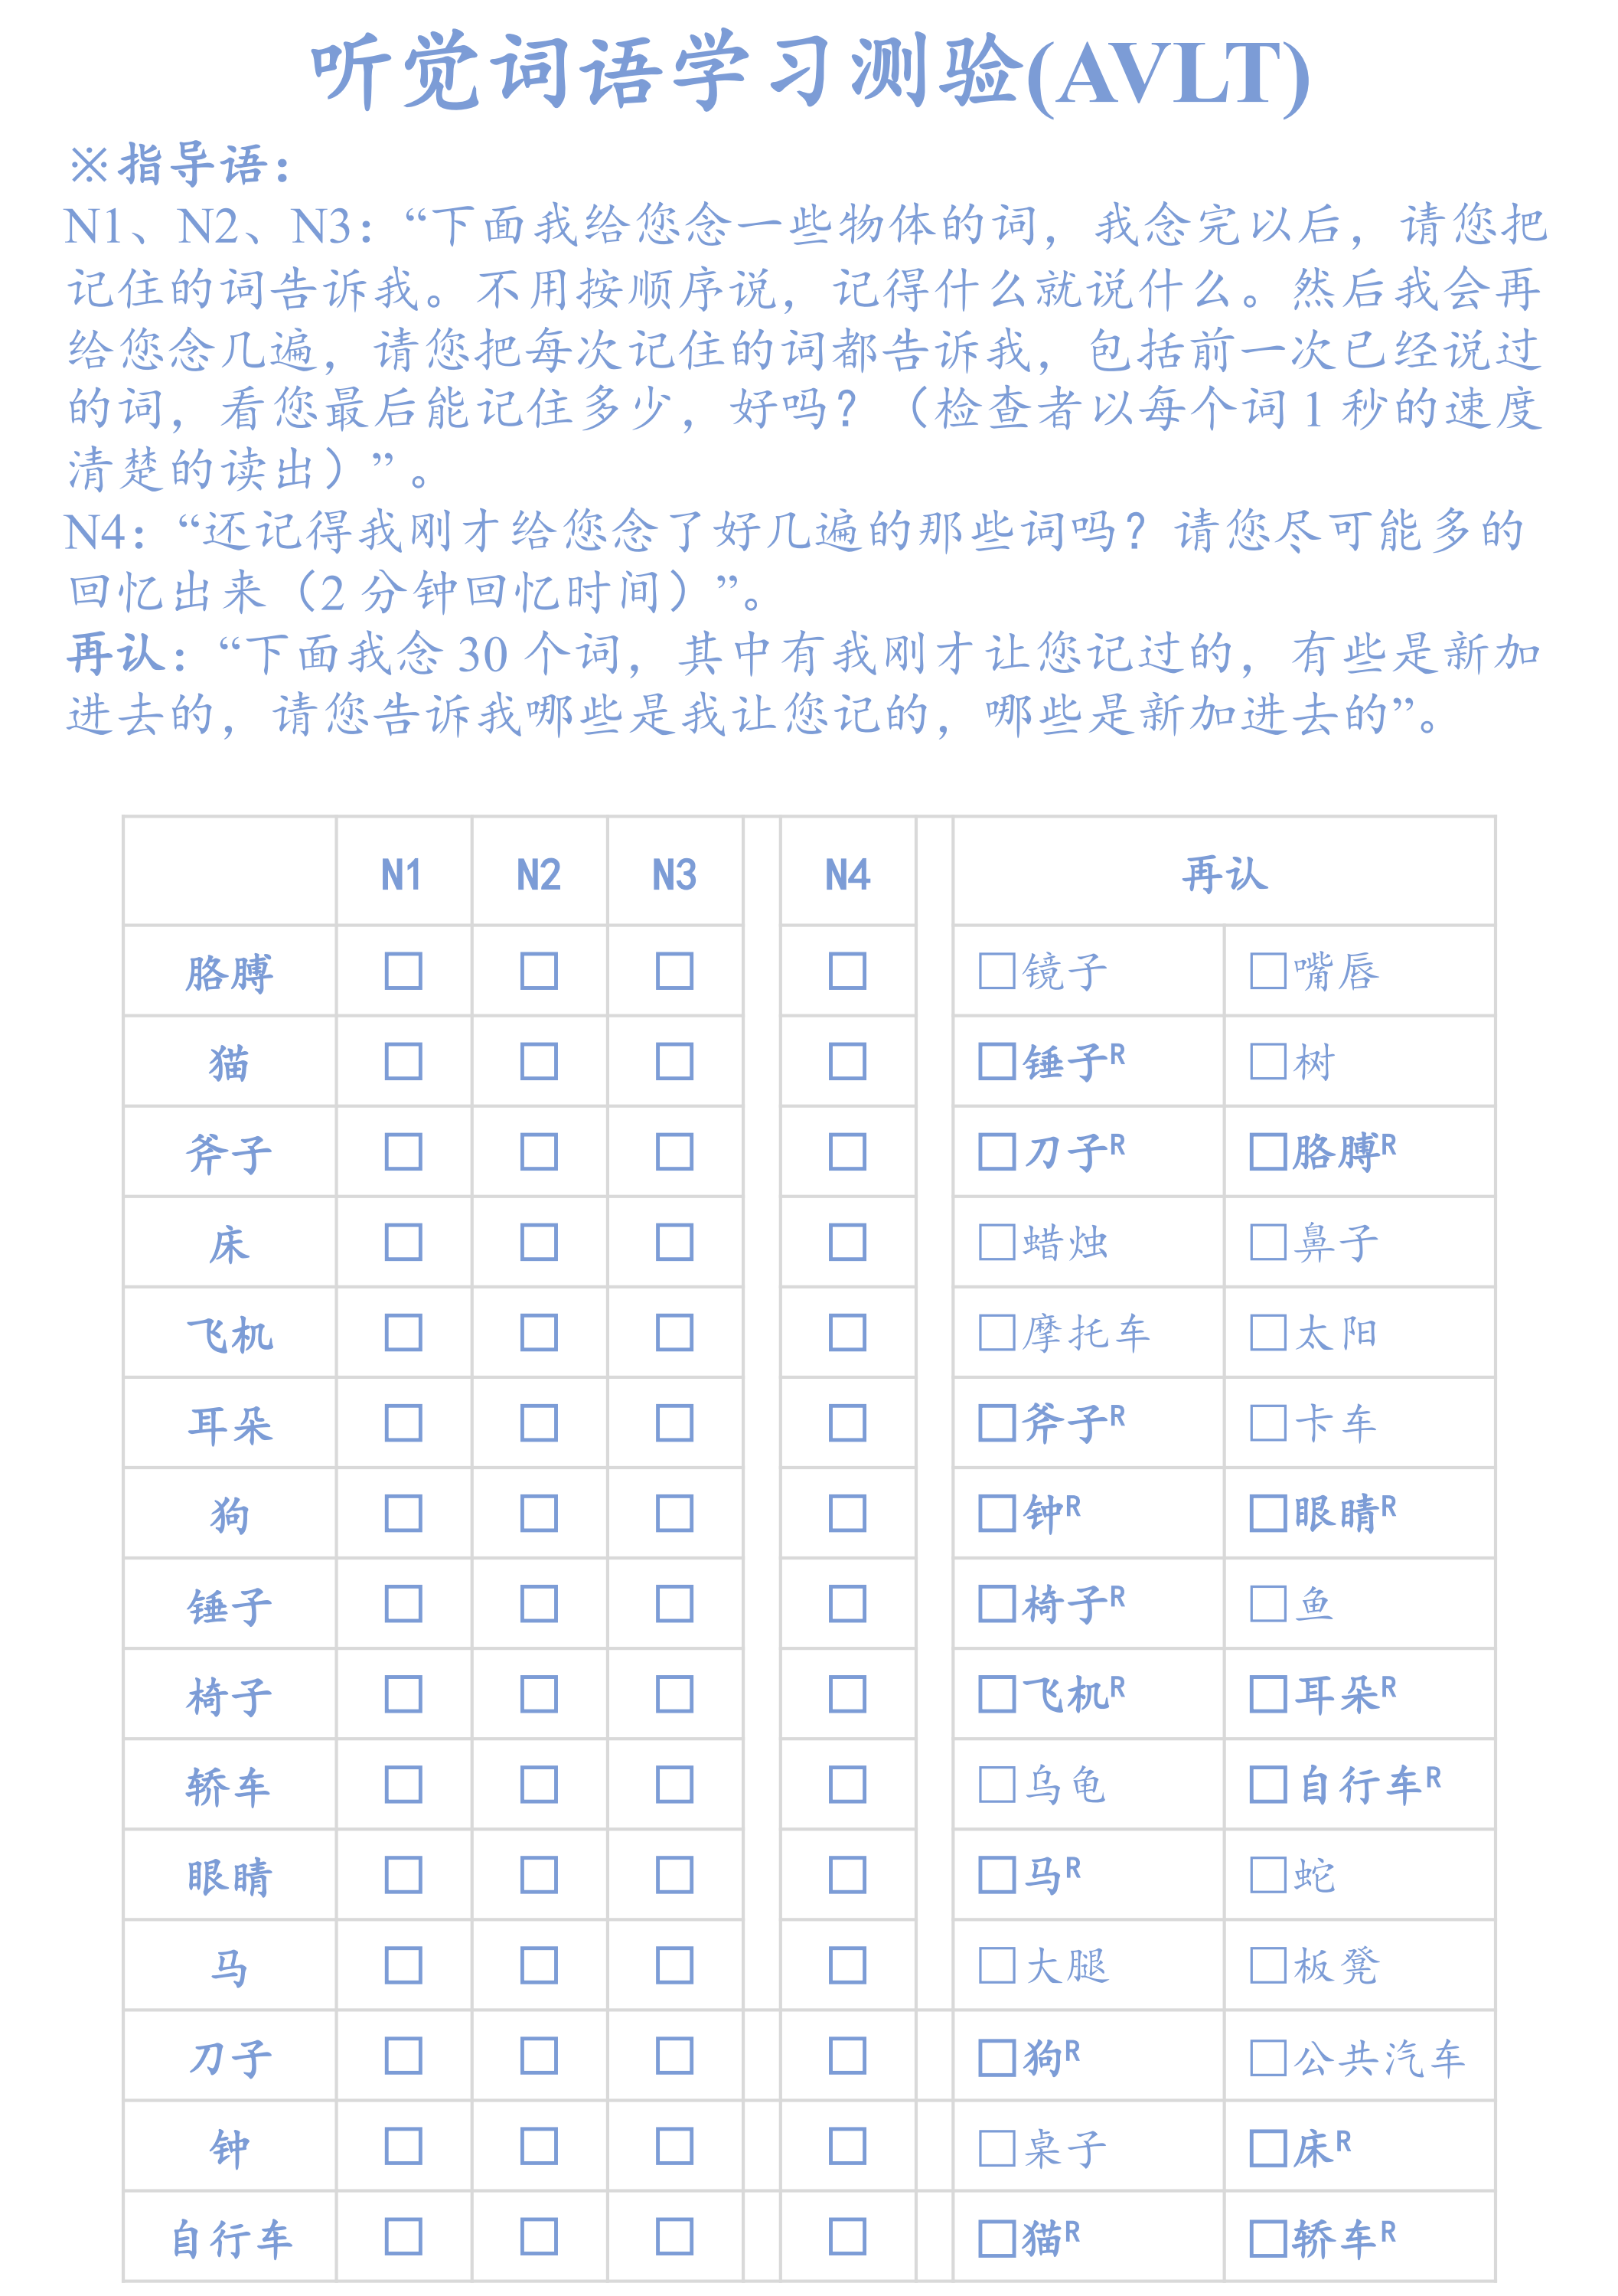 听觉词语学习测验(AVLT)
※指导语：
N1、N2、N3：“下面我给您念一些物体的词，我念完以后，请您把
记住的词告诉我。不用按顺序说，记得什么就说什么。然后我会再
给您念几遍，请您把每次记住的词都告诉我，包括前一次已经说过
的词，看您最后能记住多少，好吗？（检查者以每个词 1 秒的速度
清楚的读出）”。
N4：“还记得我刚才给您念了好几遍的那些词吗？请您尽可能多的
回忆出来（2 分钟回忆时间）”。
再认：“下面我念 30 个词，其中有我刚才让您记过的，有些是新加
进去的，请您告诉我哪些是我让您记的，哪些是新加进去的”。
N1 N2 N3 N4 再认
胳膊 □ □ □ □ □镜子 □嘴唇
猫 □ □ □ □ □锤子R □树
斧子 □ □ □ □ □刀子R □胳膊R
床 □ □ □ □ □蜡烛 □鼻子
飞机 □ □ □ □ □摩托车 □太阳
耳朵 □ □ □ □ □斧子R □卡车
狗 □ □ □ □ □钟R □眼睛R
锤子 □ □ □ □ □椅子R □鱼
椅子 □ □ □ □ □飞机R □耳朵R
轿车 □ □ □ □ □乌龟 □自行车R
眼睛 □ □ □ □ □马R □蛇
马 □ □ □ □ □大腿 □板凳
刀子 □ □ □ □ □狗R □公共汽车
钟 □ □ □ □ □桌子 □床R
自行车 □ □ □ □ □猫R □轿车R